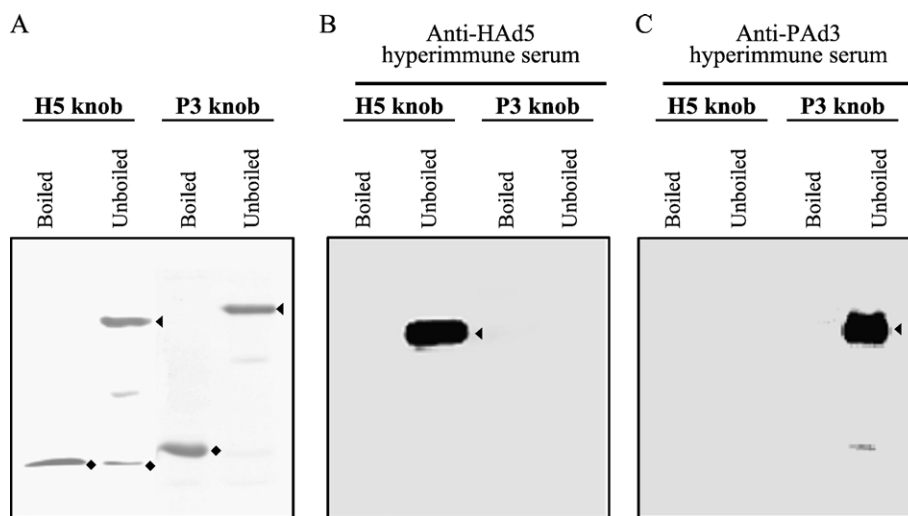 A
H5 knob
P3 knob
Boiled
Unboiled
Boiled
Unboiled
B
Anti-HAd5
hyperimmune serum
H5 knob
P3 knob
Boiled
Unboiled
Boiled
Unboiled
C
Anti-PAd3
hyperimmune serum
H5 knob
P3 knob
Boiled
Unboiled
Boiled
Unboiled